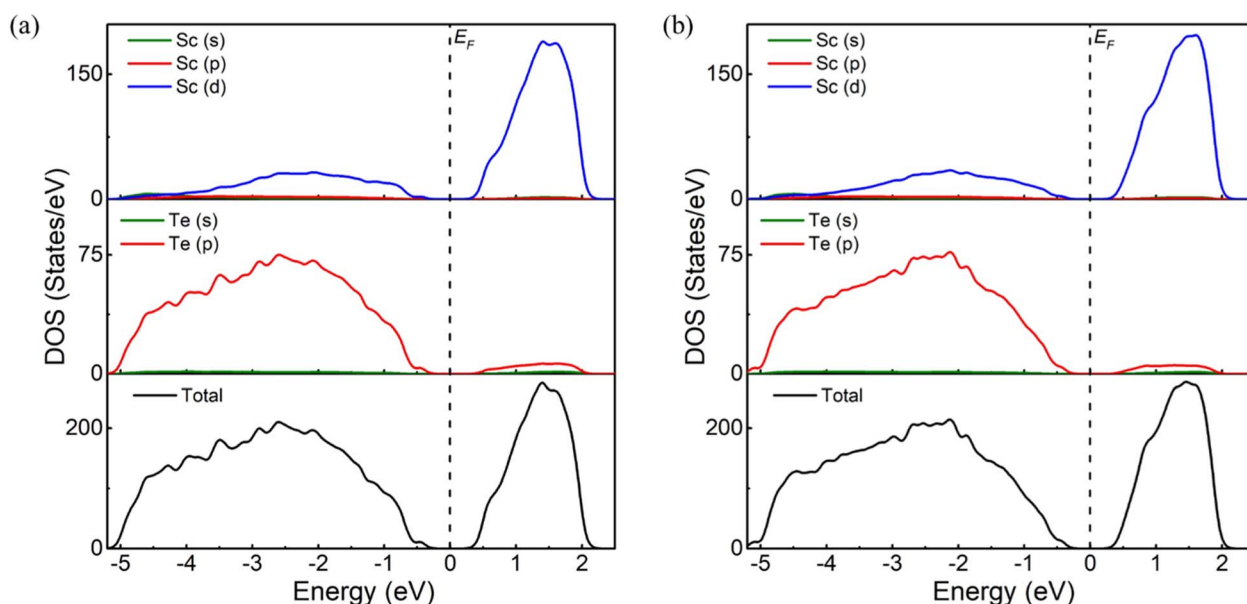 (a)
Sc (s)
Sc (p)
Sc (d)
E_F
150
0
Te (s)
Te (p)
75
0
Total
200
0
DOS (States/eV)
-5 -4 -3 -2 -1 0 1 2
Energy (eV)
(b)
Sc (s)
Sc (p)
Sc (d)
E_F
150
0
Te (s)
Te (p)
75
0
Total
200
0
DOS (States/eV)
-5 -4 -3 -2 -1 0 1 2
Energy (eV)